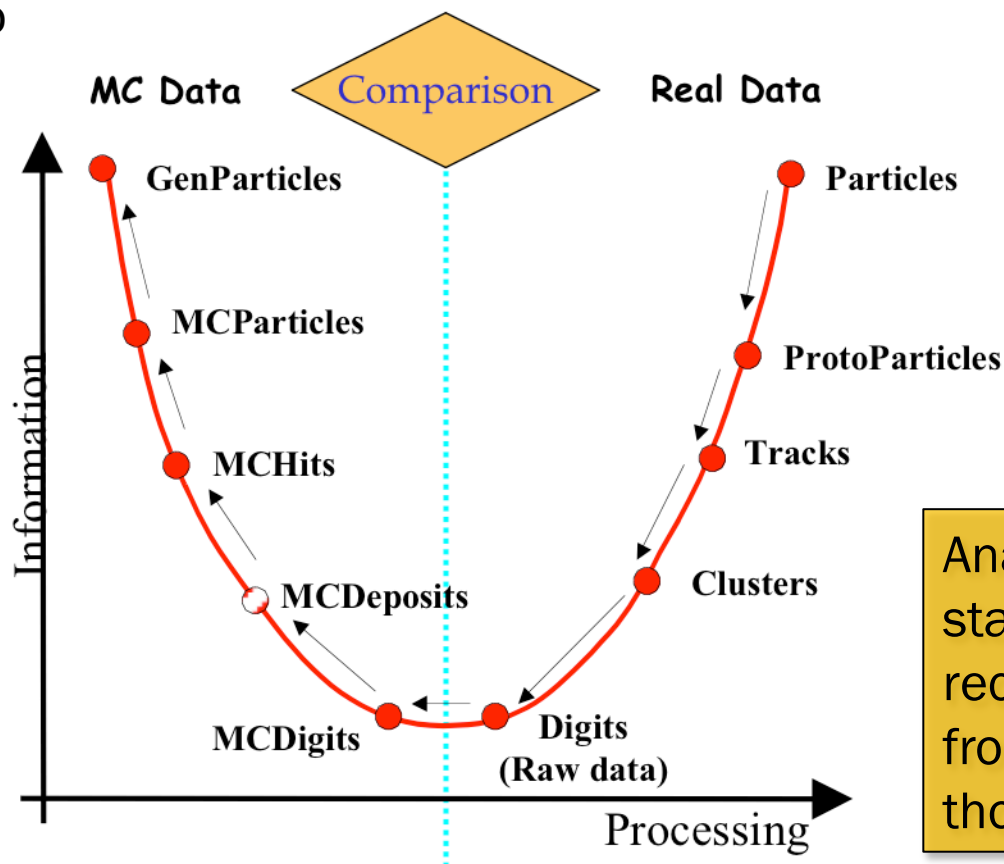 MC Data
Comparison
Real Data
GenParticles
Particles
MCParticles
ProtoParticles
MCHits
Tracks
Information
MCDeposits
Clusters
MCDigits
Digits
(Raw data)
Processing